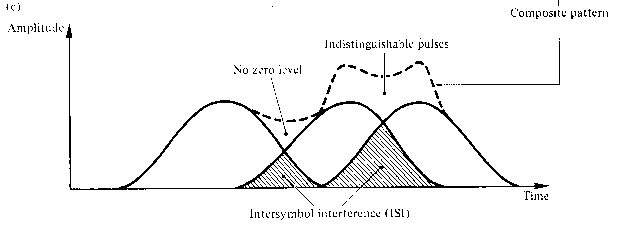 (c)
Composite pattern
Amplitude
Indistinguishable pulses
No zero level
Time
Intersymbol interference (ISI)